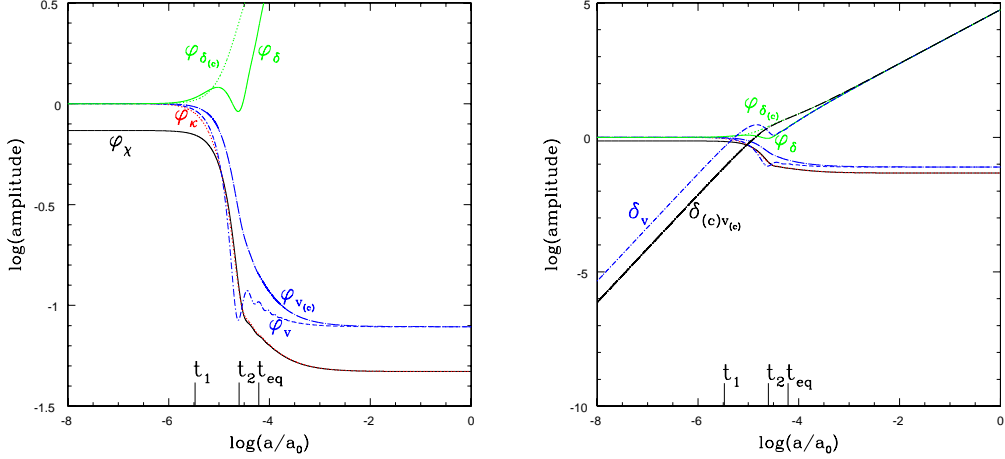 0.5
0
-0.5
-1
-1.5
log(amplitude)
φδ(c)
φδ
φκ
φχ
φv(c)
φv
t1
t2
teq
-8
-6
-4
-2
0
log(a/a0)
5
0
-5
-10
log(amplitude)
φδ(c)
φδ
δv
δ(c)v(c)
t1
t2
teq
-8
-6
-4
-2
0
log(a/a0)